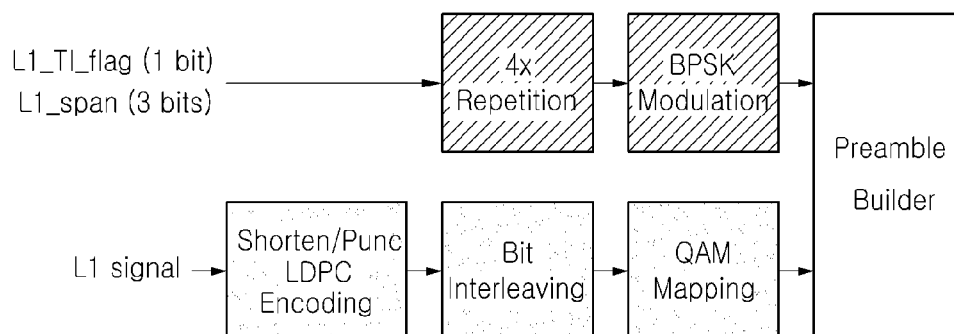 L1_TI_flag (1 bit)
L1_span (3 bits)
4x
Repetition
BPSK
Modulation
Preamble
Builder
L1 signal
Shorten/Punc
LDPC
Encoding
Bit
Interleaving
QAM
Mapping